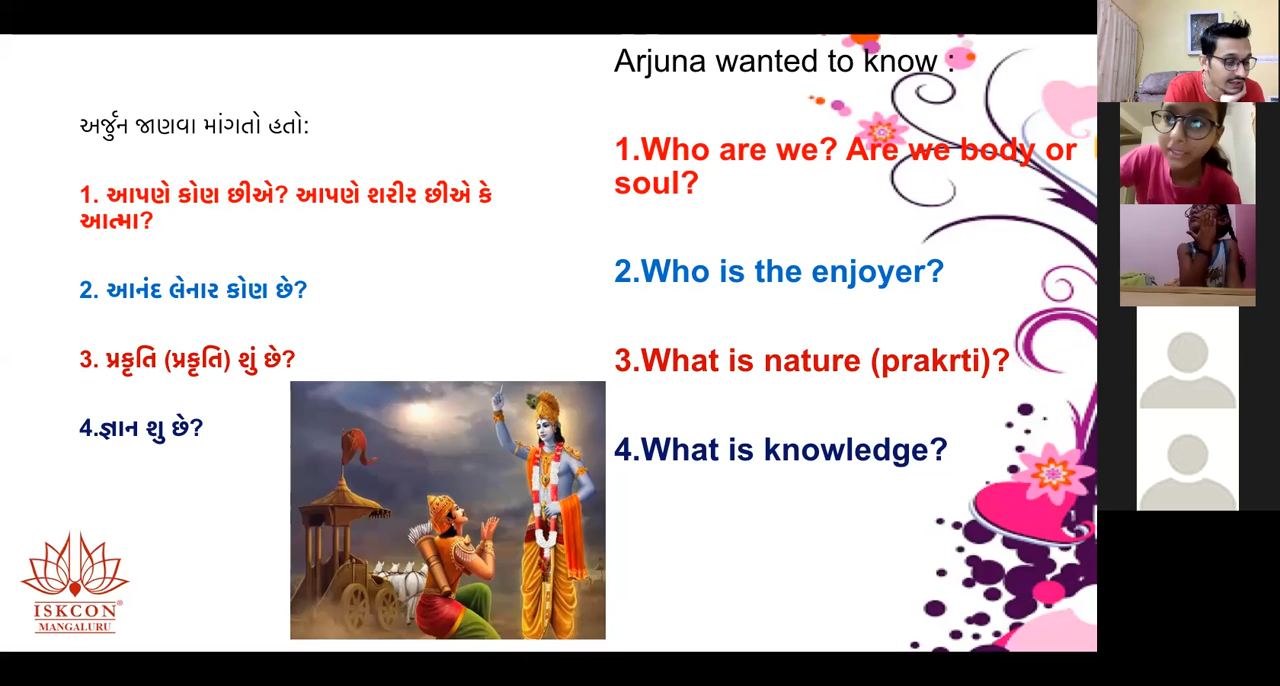 અર્જુન જાણવા માંગતો હતો:
1. આપણે કોણ છીએ? આપણે શરીર છીએ કે
આત્મા?
2. આનંદ લેનાર કોણ છે?
3. પ્રકૃતિ (પ્રકૃતિ) શું છે?
4.જ્ઞાન શુ છે?
ISKCON®
MANGALURU
Arjuna wanted to know :
1.Who are we? Are we body or
soul?
2.Who is the enjoyer?
3.What is nature (prakrti)?
4.What is knowledge?